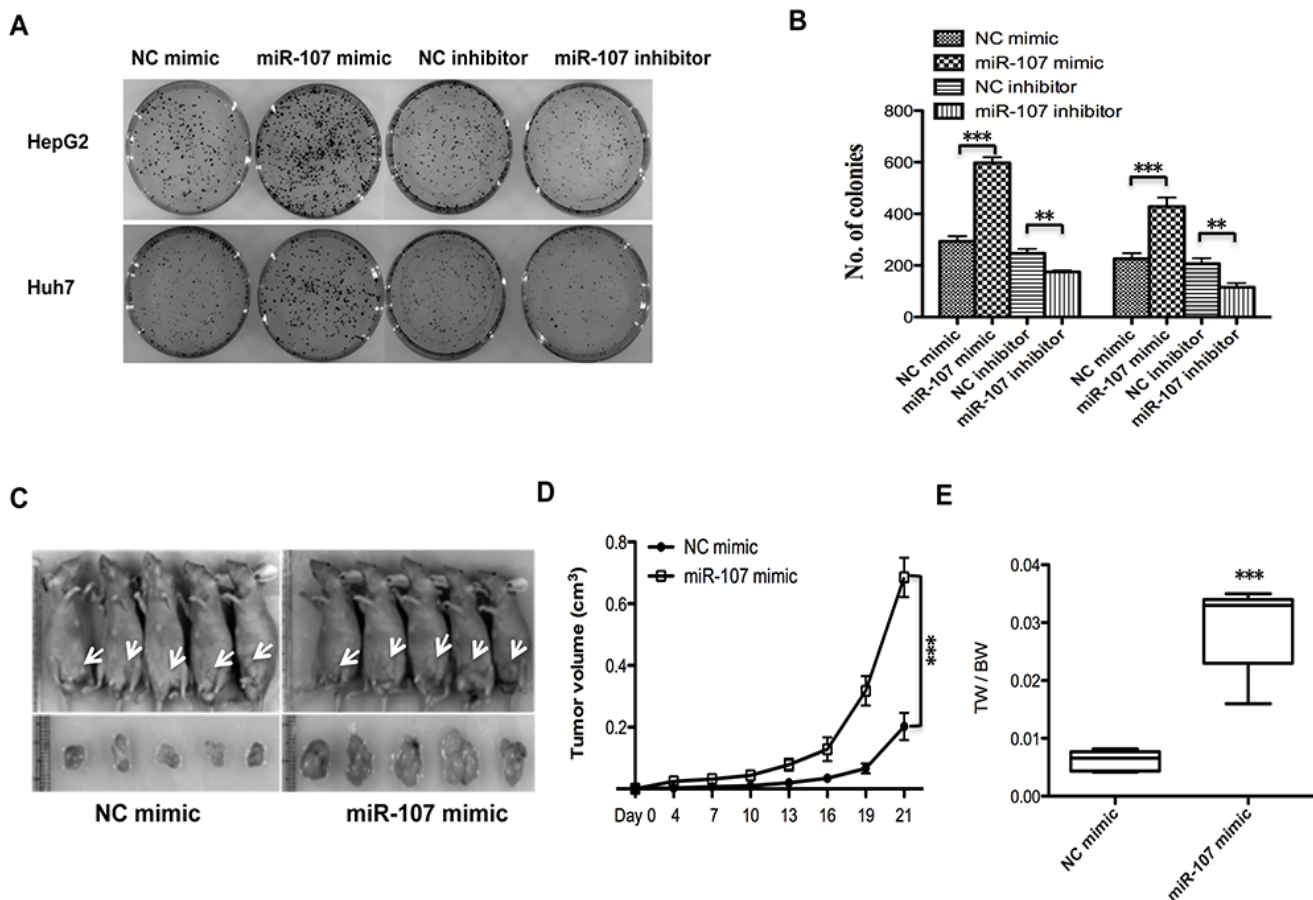 A
NC mimic miR-107 mimic NC inhibitor miR-107 inhibitor
HepG2
Huh7
B
NC mimic
miR-107 mimic
NC inhibitor
miR-107 inhibitor
No. of colonies
800
600
400
200
0
*** ** *** **
NC mimic miR-107 mimic NC inhibitor miR-107 inhibitor NC mimic miR-107 mimic NC inhibitor miR-107 inhibitor
C
NC mimic miR-107 mimic
D
NC mimic
miR-107 mimic
Tumor volume (cm³)
0.8
0.6
0.4
0.2
Day 0 4 7 10 13 16 19 21
***
E
TW / BW
0.04
0.03
0.02
0.01
0.00
***
NC mimic miR-107 mimic